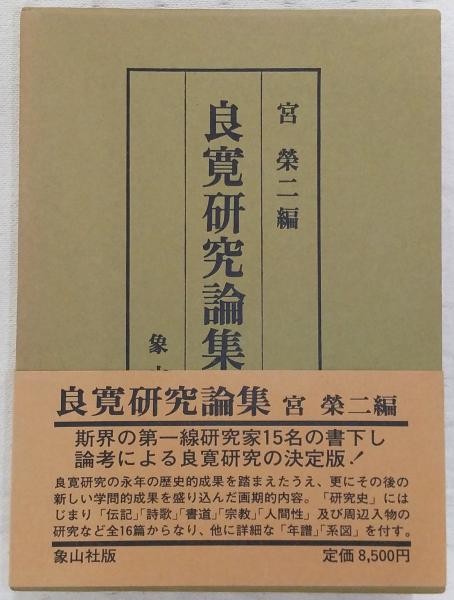 宮 榮二編
良寛研究論集
象山
良寛研究論集 宮 榮二編
斯界の第一線研究家15名の書下し
論考による良寛研究の決定版!
良寛研究の永年の歴史的成果を踏まえたうえ、更にその後の
新しい学問的成果を盛り込んだ画期的内容。「研究史」には
じまり「伝記」「詩歌」「書道」「宗教」「人間性」及び周辺人物の
研究など全16篇からなり、他に詳細な「年譜」「系図」を付す。
象山社版 定価 8,500円